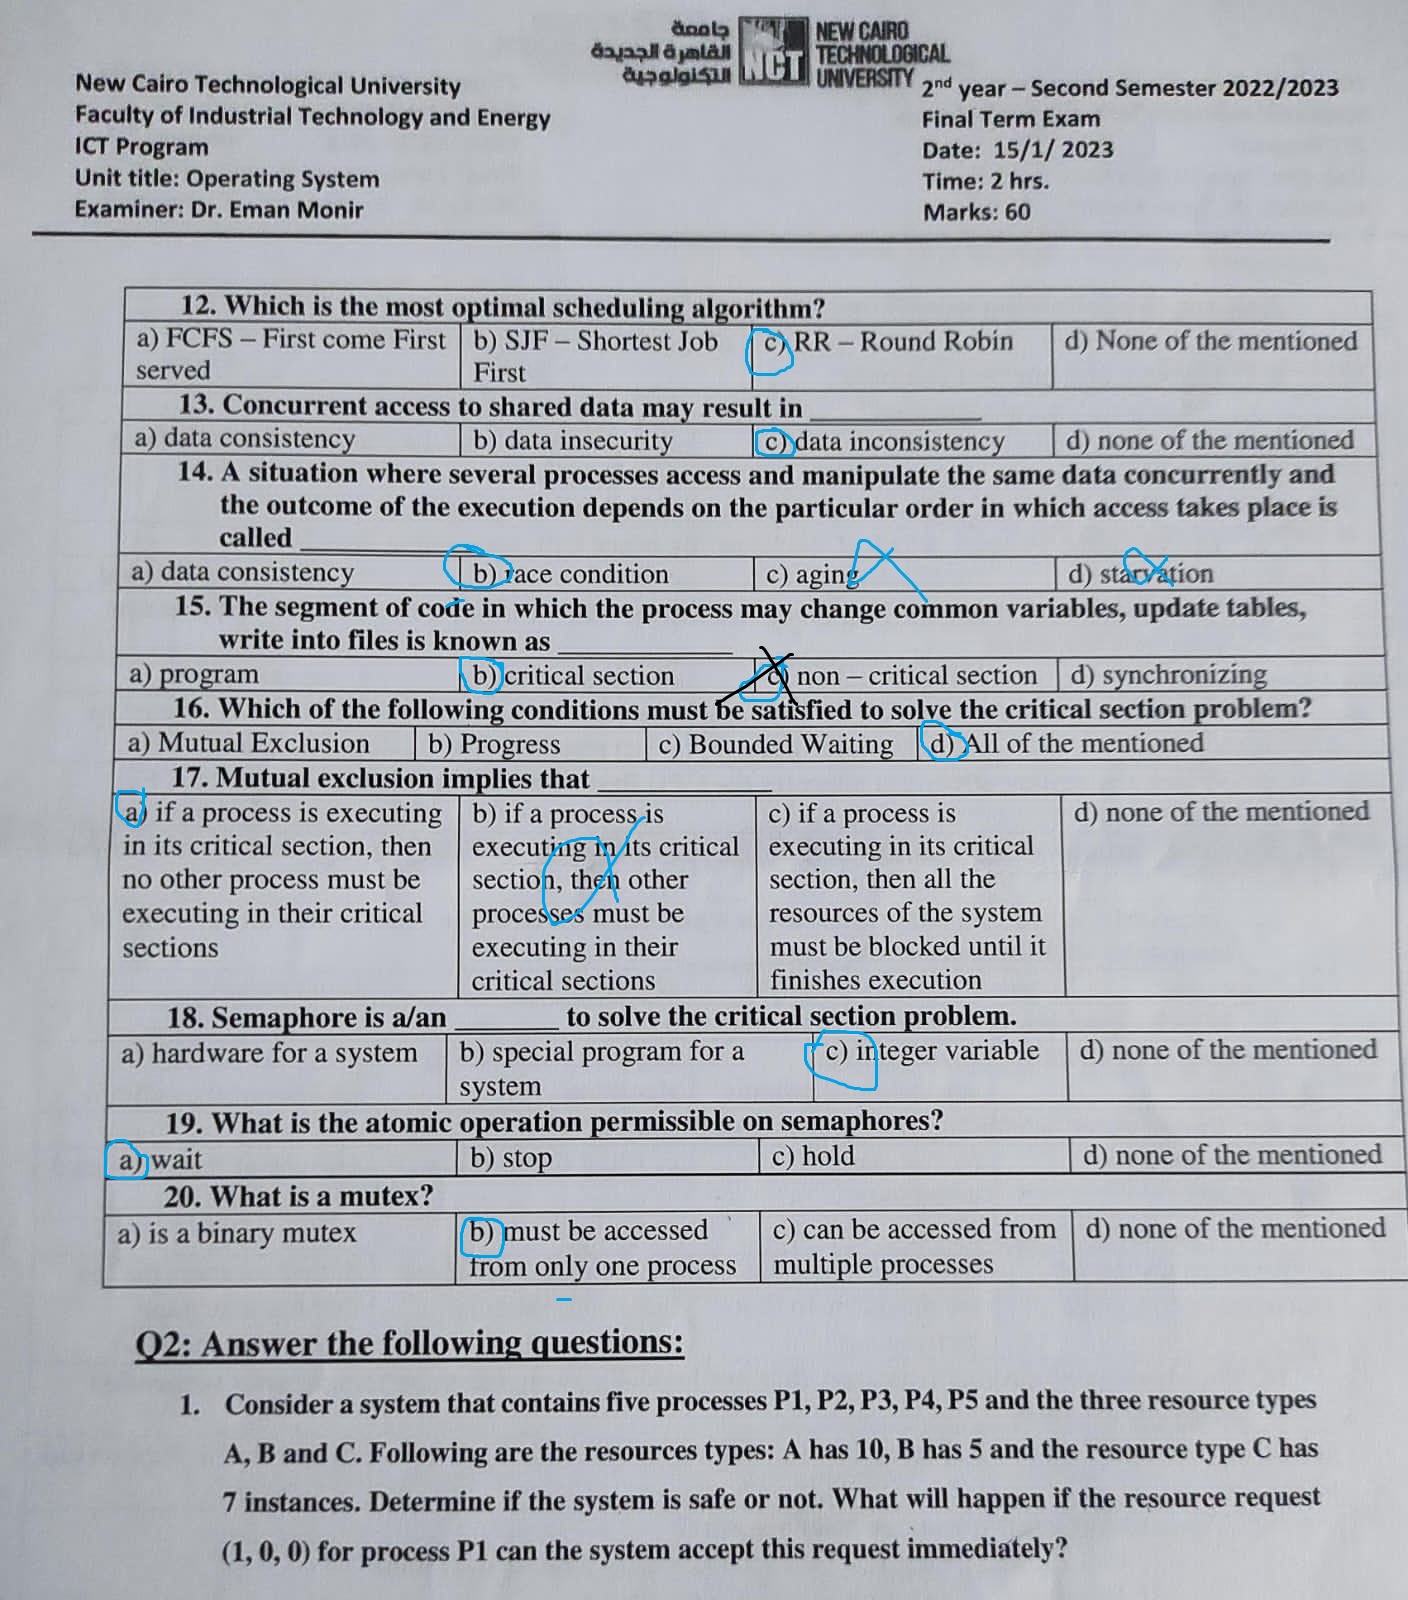 جامعة
القاهرة الجديدة
التكنولوجية
NCT
NEW CAIRO
TECHNOLOGICAL
UNIVERSITY
New Cairo Technological University
Faculty of Industrial Technology and Energy
ICT Program
Unit title: Operating System
Examiner: Dr. Eman Monir
2nd year – Second Semester 2022/2023
Final Term Exam
Date: 15/1/ 2023
Time: 2 hrs.
Marks: 60
12. Which is the most optimal scheduling algorithm?
a) FCFS – First come First served
b) SJF – Shortest Job First
c) RR – Round Robin
d) None of the mentioned
13. Concurrent access to shared data may result in ____________
a) data consistency
b) data insecurity
c) data inconsistency
d) none of the mentioned
14. A situation where several processes access and manipulate the same data concurrently and
the outcome of the execution depends on the particular order in which access takes place is
called ____________
a) data consistency
b) race condition
c) aging
d) starvation
15. The segment of code in which the process may change common variables, update tables,
write into files is known as ____________
a) program
b) critical section
c) non – critical section
d) synchronizing
16. Which of the following conditions must be satisfied to solve the critical section problem?
a) Mutual Exclusion
b) Progress
c) Bounded Waiting
d) All of the mentioned
17. Mutual exclusion implies that ____________
a) if a process is executing
in its critical section, then
no other process must be
executing in their critical
sections
b) if a process is
executing in its critical
section, then other
processes must be
executing in their
critical sections
c) if a process is
executing in its critical
section, then all the
resources of the system
must be blocked until it
finishes execution
d) none of the mentioned
18. Semaphore is a/an _______ to solve the critical section problem.
a) hardware for a system
b) special program for a
system
c) integer variable
d) none of the mentioned
19. What is the atomic operation permissible on semaphores?
a) wait
b) stop
c) hold
d) none of the mentioned
20. What is a mutex?
a) is a binary mutex
b) must be accessed
from only one process
c) can be accessed from
multiple processes
d) none of the mentioned
Q2: Answer the following questions:
1. Consider a system that contains five processes P1, P2, P3, P4, P5 and the three resource types
A, B and C. Following are the resources types: A has 10, B has 5 and the resource type C has
7 instances. Determine if the system is safe or not. What will happen if the resource request
(1, 0, 0) for process P1 can the system accept this request immediately?